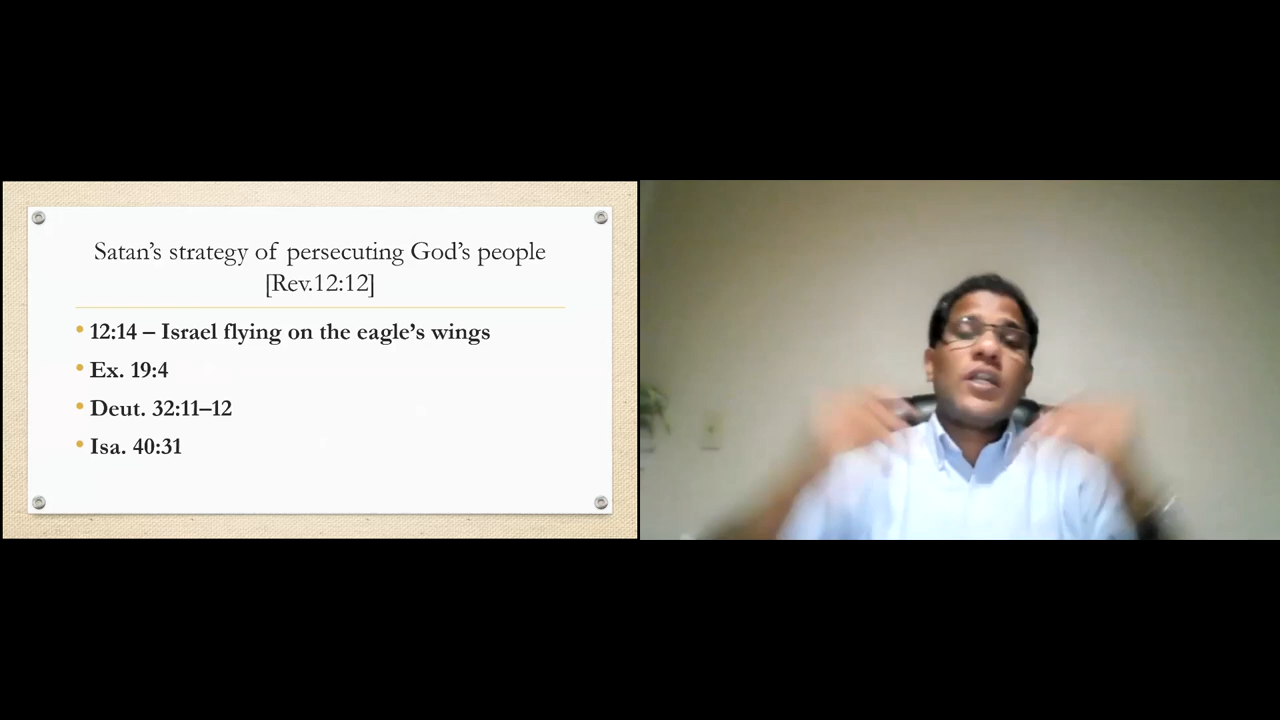 Satan’s strategy of persecuting God’s people
[Rev.12:12]
• 12:14 – Israel flying on the eagle’s wings
• Ex. 19:4
• Deut. 32:11–12
• Isa. 40:31